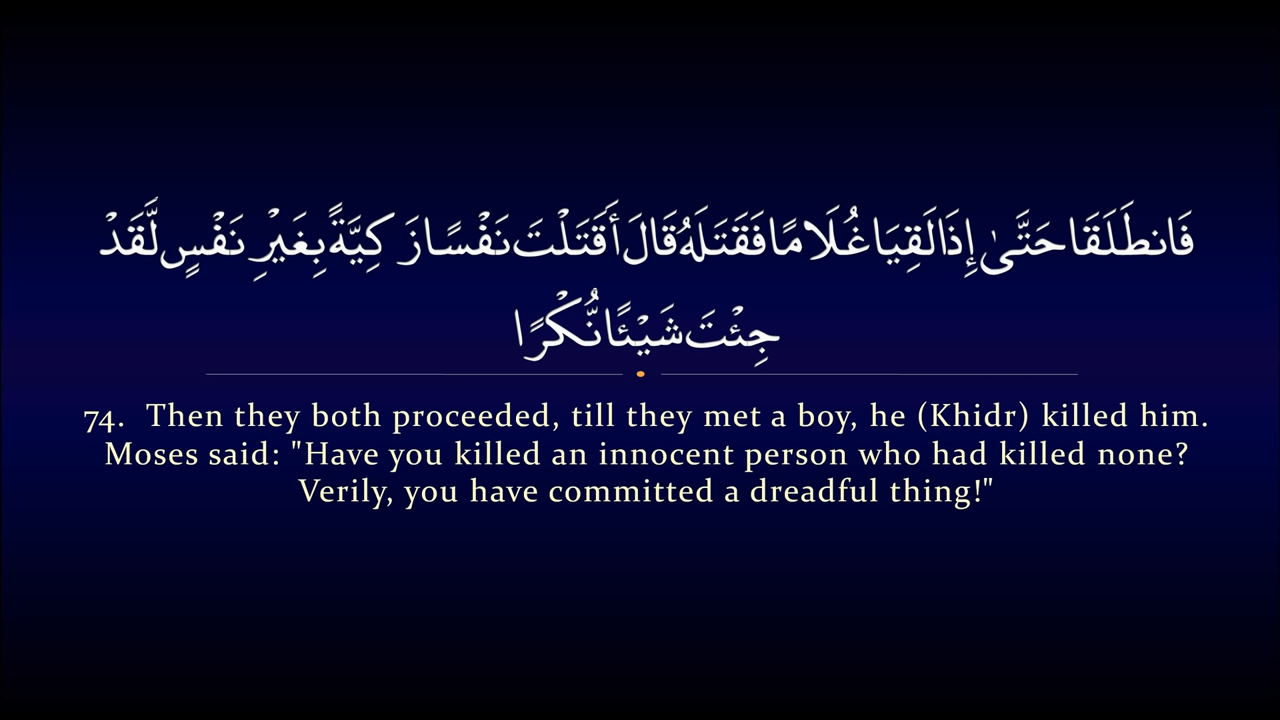 فَانطَلَقَا حَتَّىٰ إِذَا لَقِيَا غُلَامًا فَقَتَلَهُ قَالَ أَقَتَلْتَ نَفْسًا زَكِيَّةً بِغَيْرِ نَفْسٍ لَّقَدْ
جِئْتَ شَيْئًا نُّكْرًا
74. Then they both proceeded, till they met a boy, he (Khidr) killed him.
Moses said: "Have you killed an innocent person who had killed none?
Verily, you have committed a dreadful thing!"